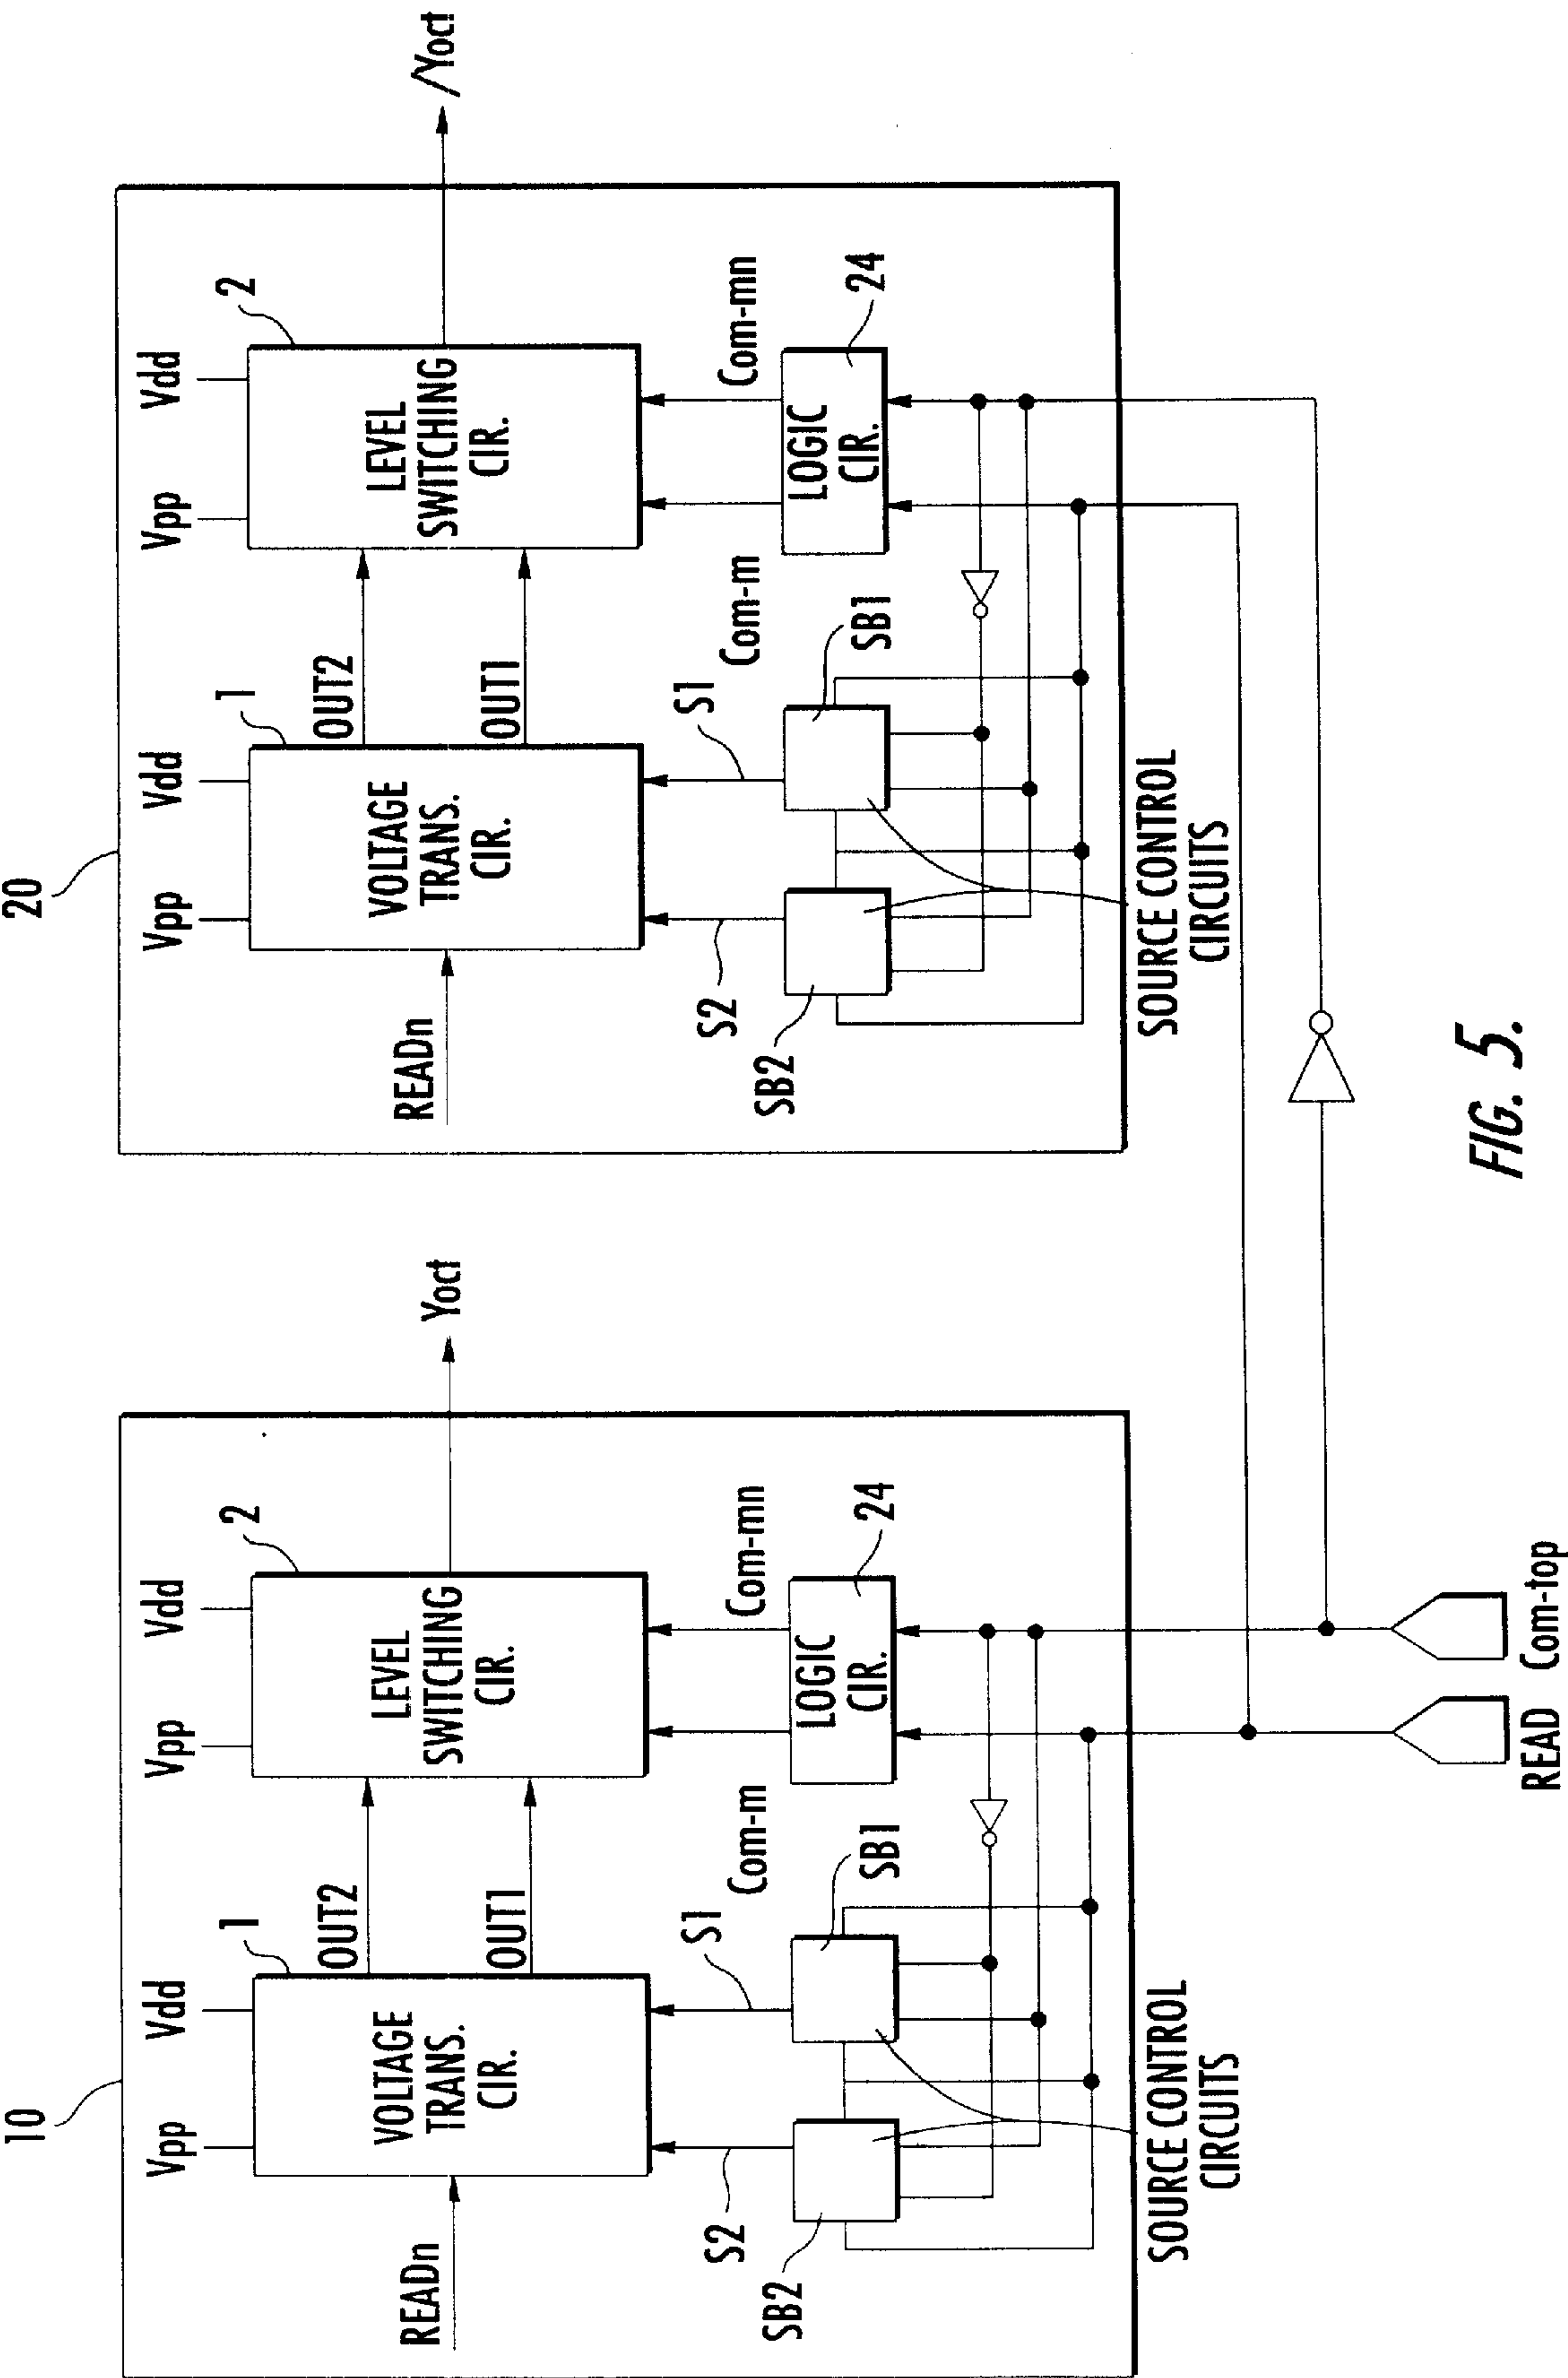 10
Vpp
Vdd
1
VOLTAGE
TRANS.
CIR.
READn
OUT2
OUT1
Vpp
Vdd
2
LEVEL
SWITCHING
CIR.
Yoct
S2
S1
Com-m
Com-mn
SB2
SB1
LOGIC
CIR.
24
SOURCE CONTROL
CIRCUITS
READ
Com-top
20
Vpp
Vdd
1
VOLTAGE
TRANS.
CIR.
READn
OUT2
OUT1
Vpp
Vdd
2
LEVEL
SWITCHING
CIR.
/Yoct
S2
S1
Com-m
Com-mn
SB2
SB1
LOGIC
CIR.
24
SOURCE CONTROL
CIRCUITS
FIG. 5.